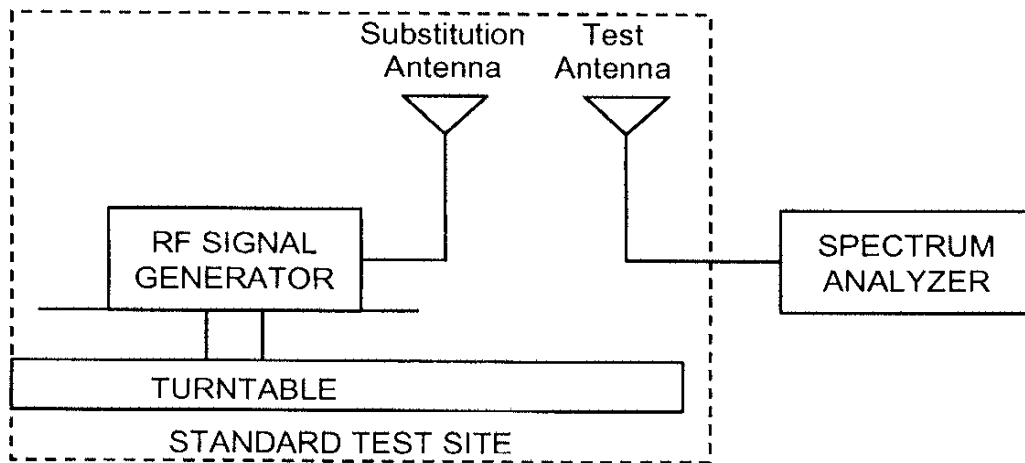 Substitution
Antenna
Test
Antenna
RF SIGNAL
GENERATOR
SPECTRUM
ANALYZER
TURNTABLE
STANDARD TEST SITE